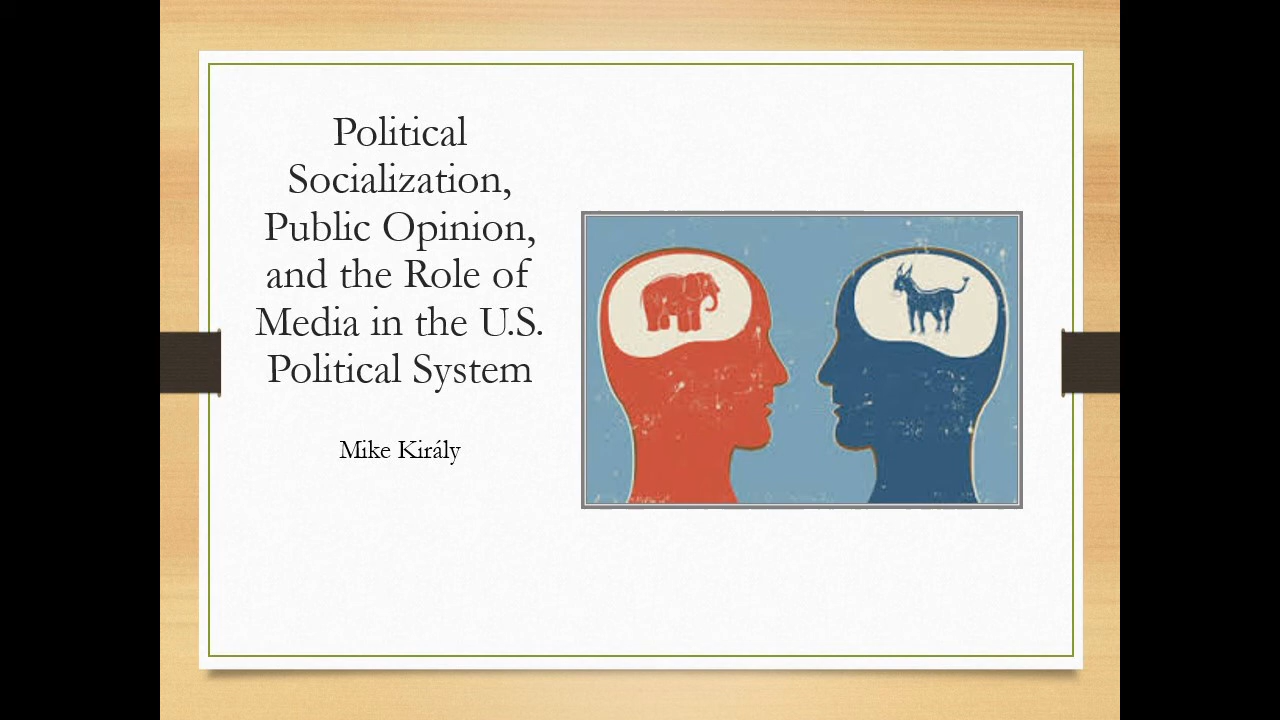 Political
Socialization,
Public Opinion,
and the Role of
Media in the U.S.
Political System
Mike Király